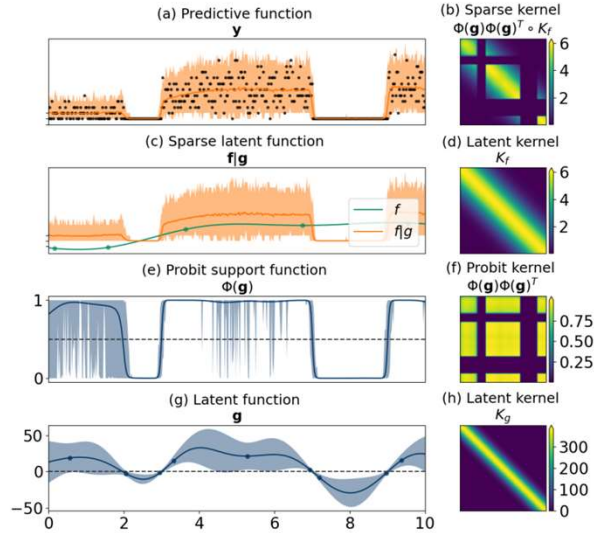 (a) Predictive function
y
(b) Sparse kernel
Φ(g)Φ(g)ᵀ ∘ K_f
6
4
2
(c) Sparse latent function
f|g
f
f|g
(d) Latent kernel
K_f
6
4
2
(e) Probit support function
Φ(g)
1
0
(f) Probit kernel
Φ(g)Φ(g)ᵀ
0.75
0.50
0.25
(g) Latent function
g
50
0
−50
0 2 4 6 8 10
(h) Latent kernel
K_g
300
200
100
0